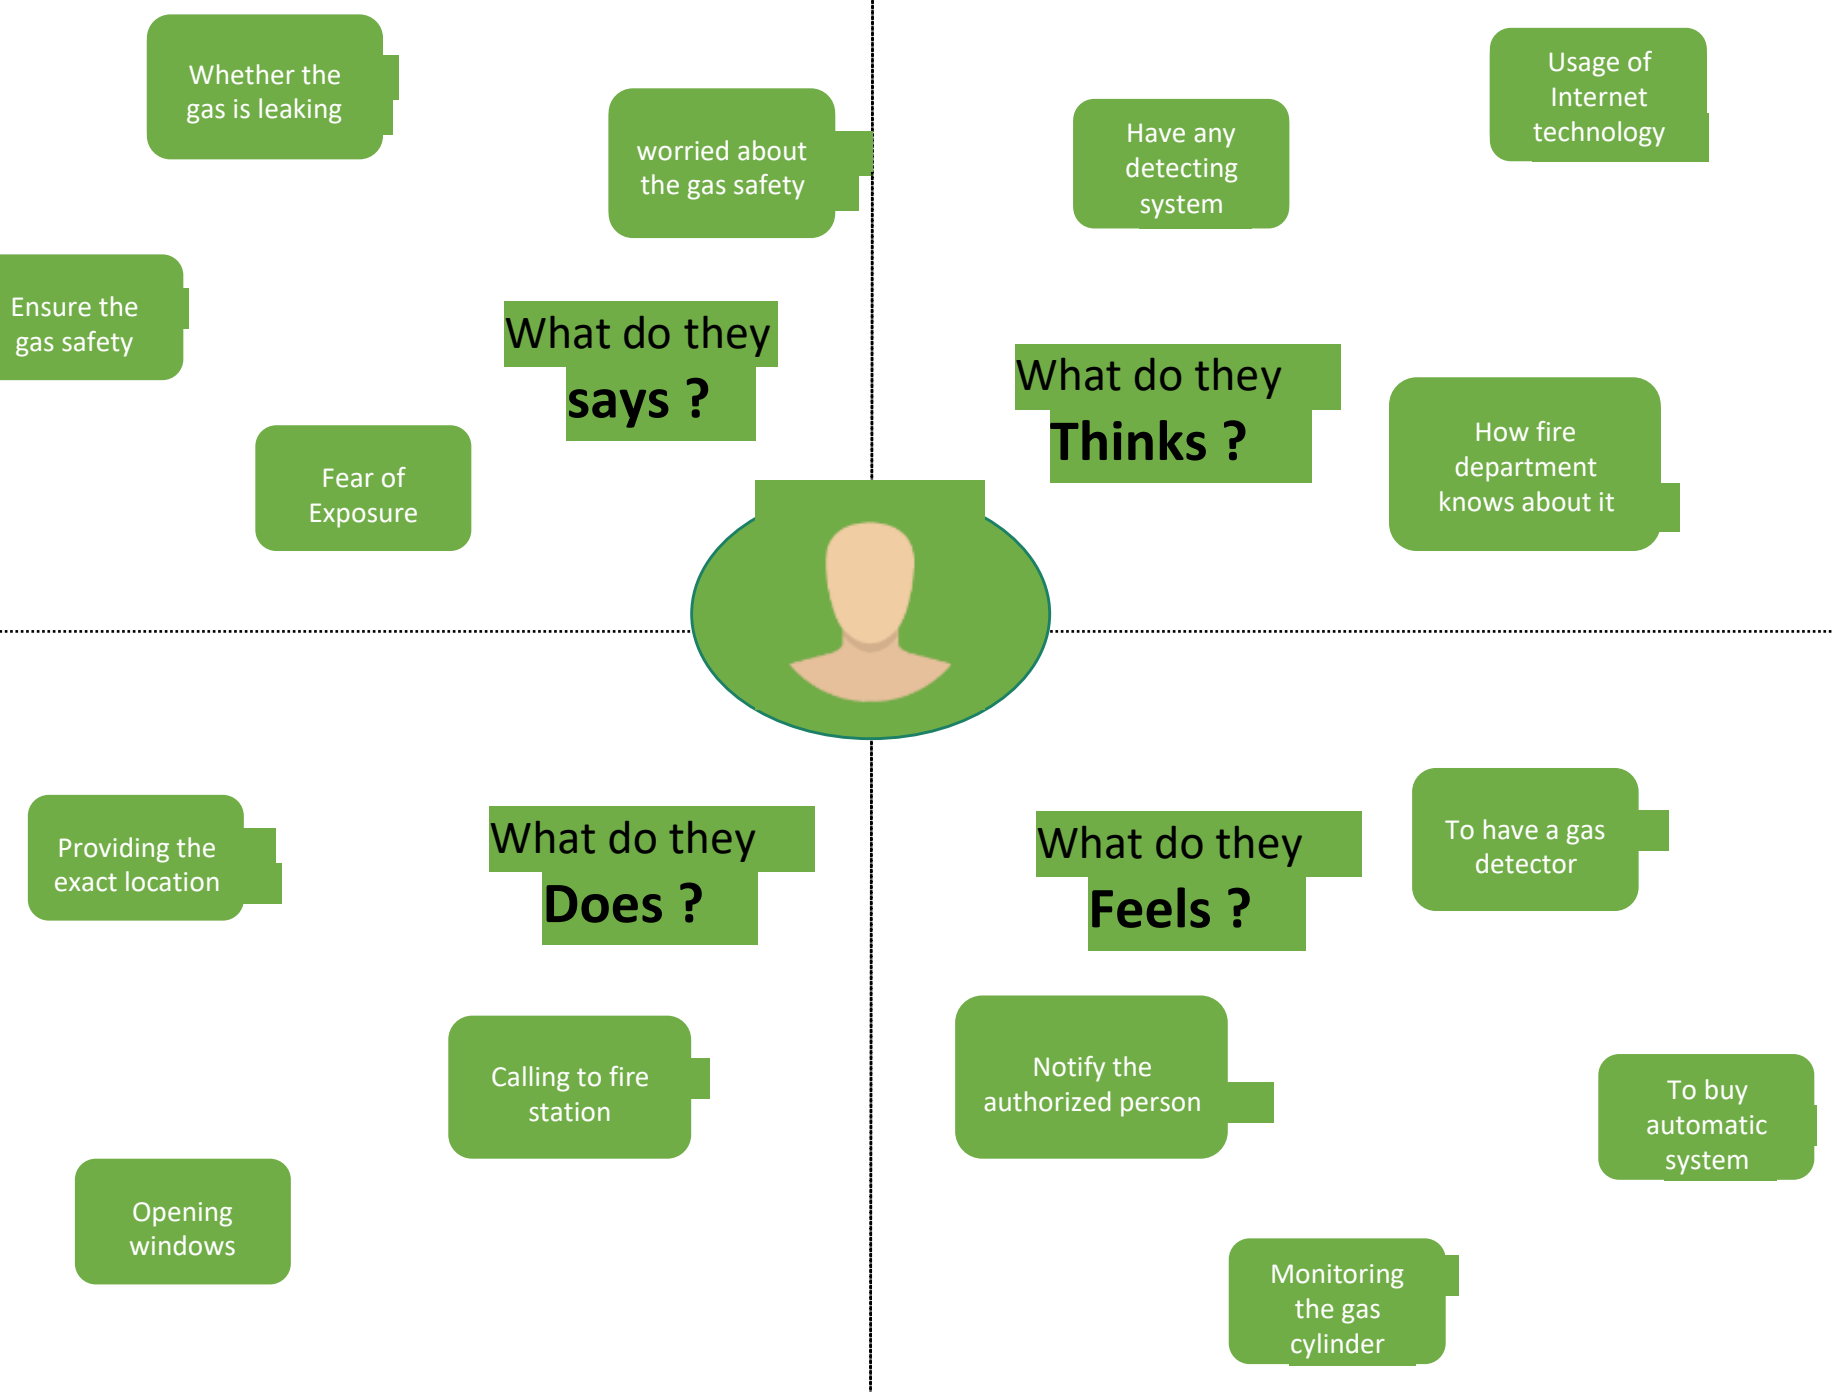 Whether the
gas is leaking
worried about
the gas safety
Ensure the
gas safety
What do they
says ?
Fear of
Exposure
Usage of
Internet
technology
Have any
detecting
system
What do they
Thinks ?
How fire
department
knows about it
Providing the
exact location
What do they
Does ?
Calling to fire
station
Opening
windows
To have a gas
detector
What do they
Feels ?
Notify the
authorized person
To buy
automatic
system
Monitoring
the gas
cylinder